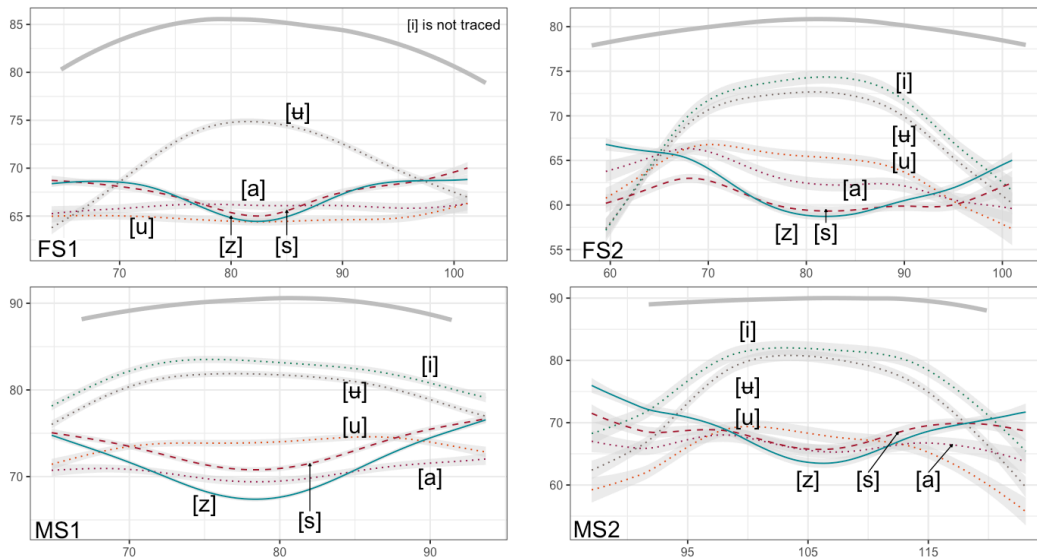 [i] is not traced
85
80
75
70
65
[ʉ]
[a]
[u]
[z]
[s]
FS1
70
80
90
100
80
75
70
65
60
55
[i]
[ʉ]
[u]
[a]
[z]
[s]
FS2
60
70
80
90
100
90
80
70
[i]
[ʉ]
[u]
[a]
[z]
[s]
MS1
70
80
90
90
80
70
60
[i]
[ʉ]
[u]
[z]
[s]
[a]
MS2
95
105
115